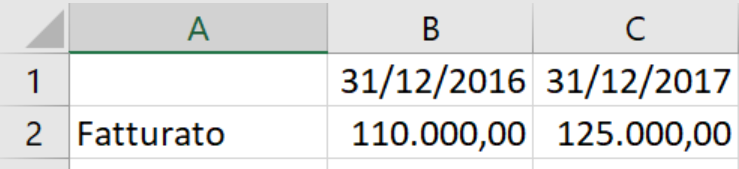 A B C
1 31/12/2016 31/12/2017
2 Fatturato 110.000,00 125.000,00